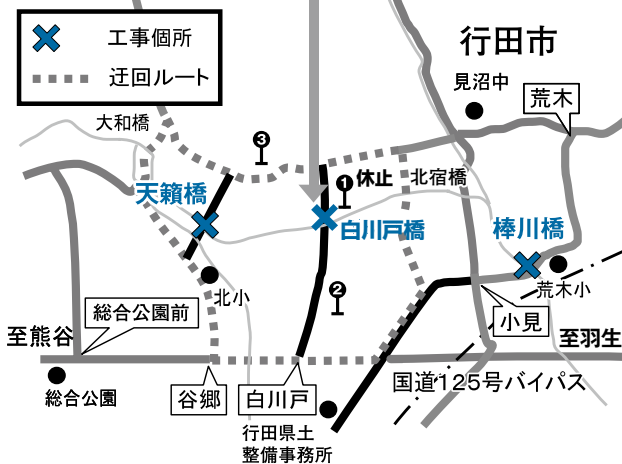 工事個所
迂回ルート
行田市
見沼中
荒木
大和橋
❸
天籟橋
❶
休止
北宿橋
白川戸橋
棒川橋
荒木小
北小
❷
総合公園前
小見
至熊谷
至羽生
総合公園
谷郷
白川戸
国道125号バイパス
行田県土
整備事務所